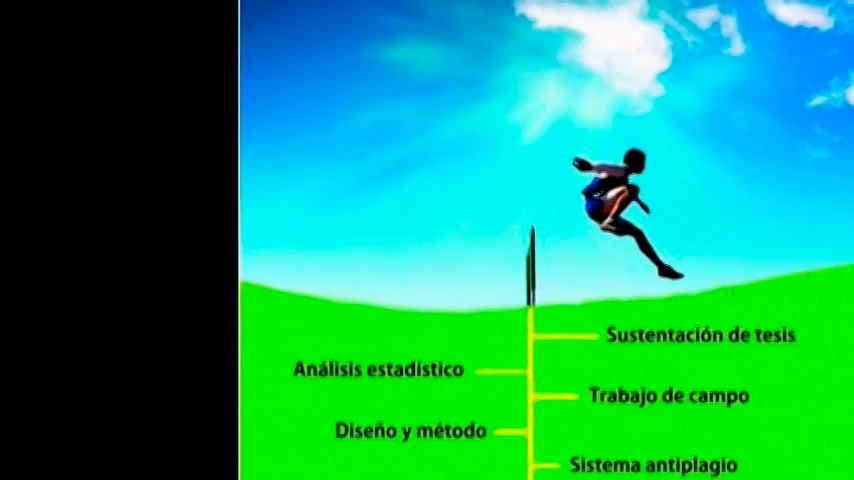 Sustentación de tesis
Análisis estadístico
Trabajo de campo
Diseño y método
Sistema antiplagio